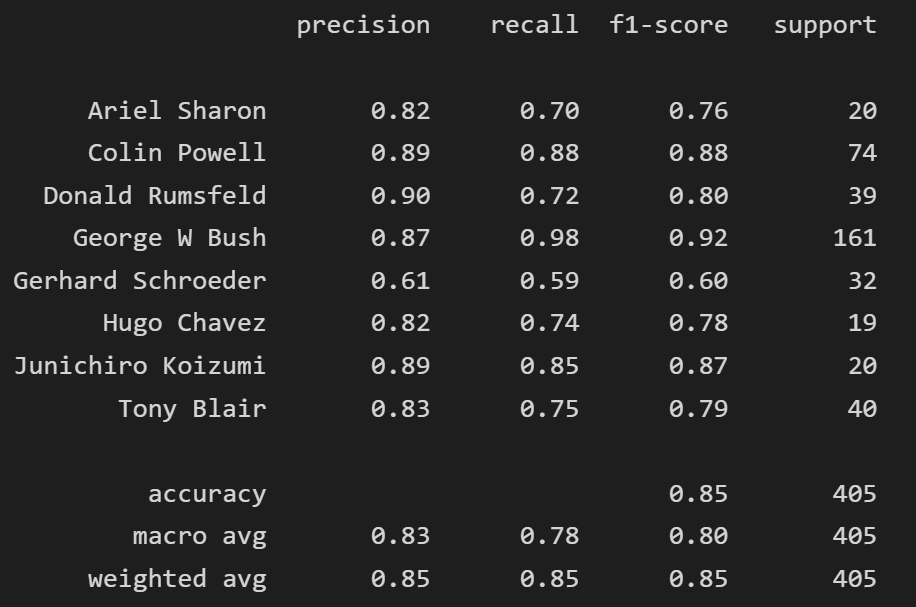 precision recall f1-score support
Ariel Sharon 0.82 0.70 0.76 20
Colin Powell 0.89 0.88 0.88 74
Donald Rumsfeld 0.90 0.72 0.80 39
George W Bush 0.87 0.98 0.92 161
Gerhard Schroeder 0.61 0.59 0.60 32
Hugo Chavez 0.82 0.74 0.78 19
Junichiro Koizumi 0.89 0.85 0.87 20
Tony Blair 0.83 0.75 0.79 40
accuracy 0.85 405
macro avg 0.83 0.78 0.80 405
weighted avg 0.85 0.85 0.85 405